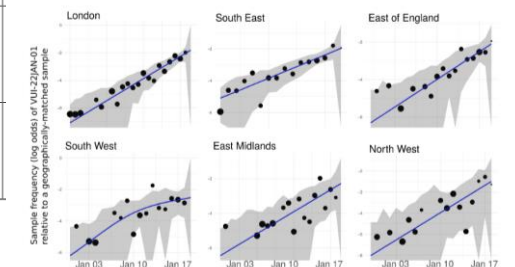 London
South East
East of England
South West
East Midlands
North West
Sample frequency (log odds) of VUI-22JAN-01
relative to a geographically-matched sample
Jan 03 Jan 10 Jan 17
Jan 03 Jan 10 Jan 17
Jan 03 Jan 10 Jan 17